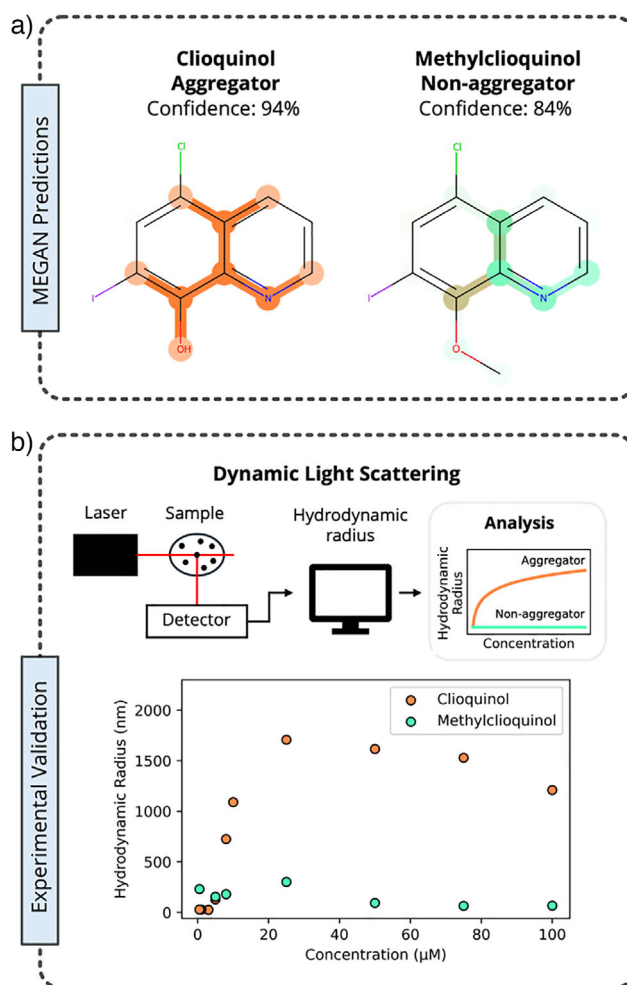 a)
MEGAN Predictions
Clioquinol
Aggregator
Confidence: 94%
Cl
I
N
OH
Methylclioquinol
Non-aggregator
Confidence: 84%
Cl
I
N
O
b)
Experimental Validation
Dynamic Light Scattering
Laser
Sample
Detector
Hydrodynamic
radius
Analysis
Hydrodynamic
Radius
Aggregator
Non-aggregator
Concentration
Hydrodynamic Radius (nm)
2000
1500
1000
500
0
Clioquinol
Methylclioquinol
0 20 40 60 80 100
Concentration (μM)